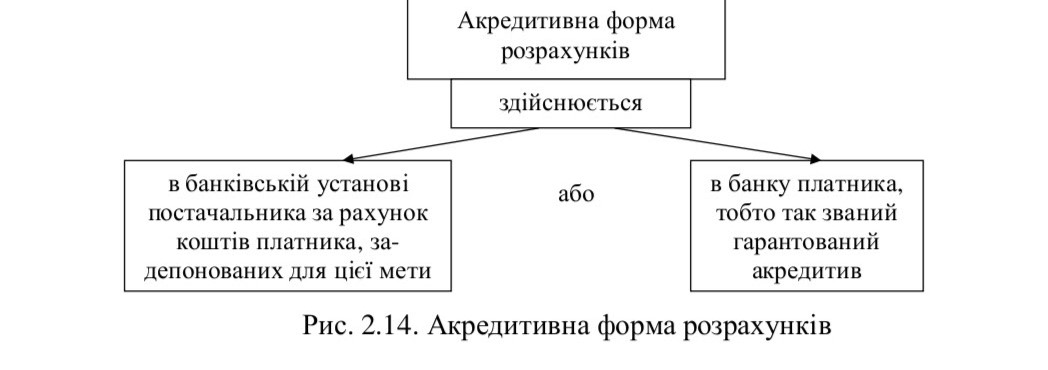 Акредитивна форма
розрахунків
здійснюється
в банківській установі
постачальника за рахунок
коштів платника, за-
депонованих для цієї мети
або
в банку платника,
тобто так званий
гарантований
акредитив
Рис. 2.14. Акредитивна форма розрахунків